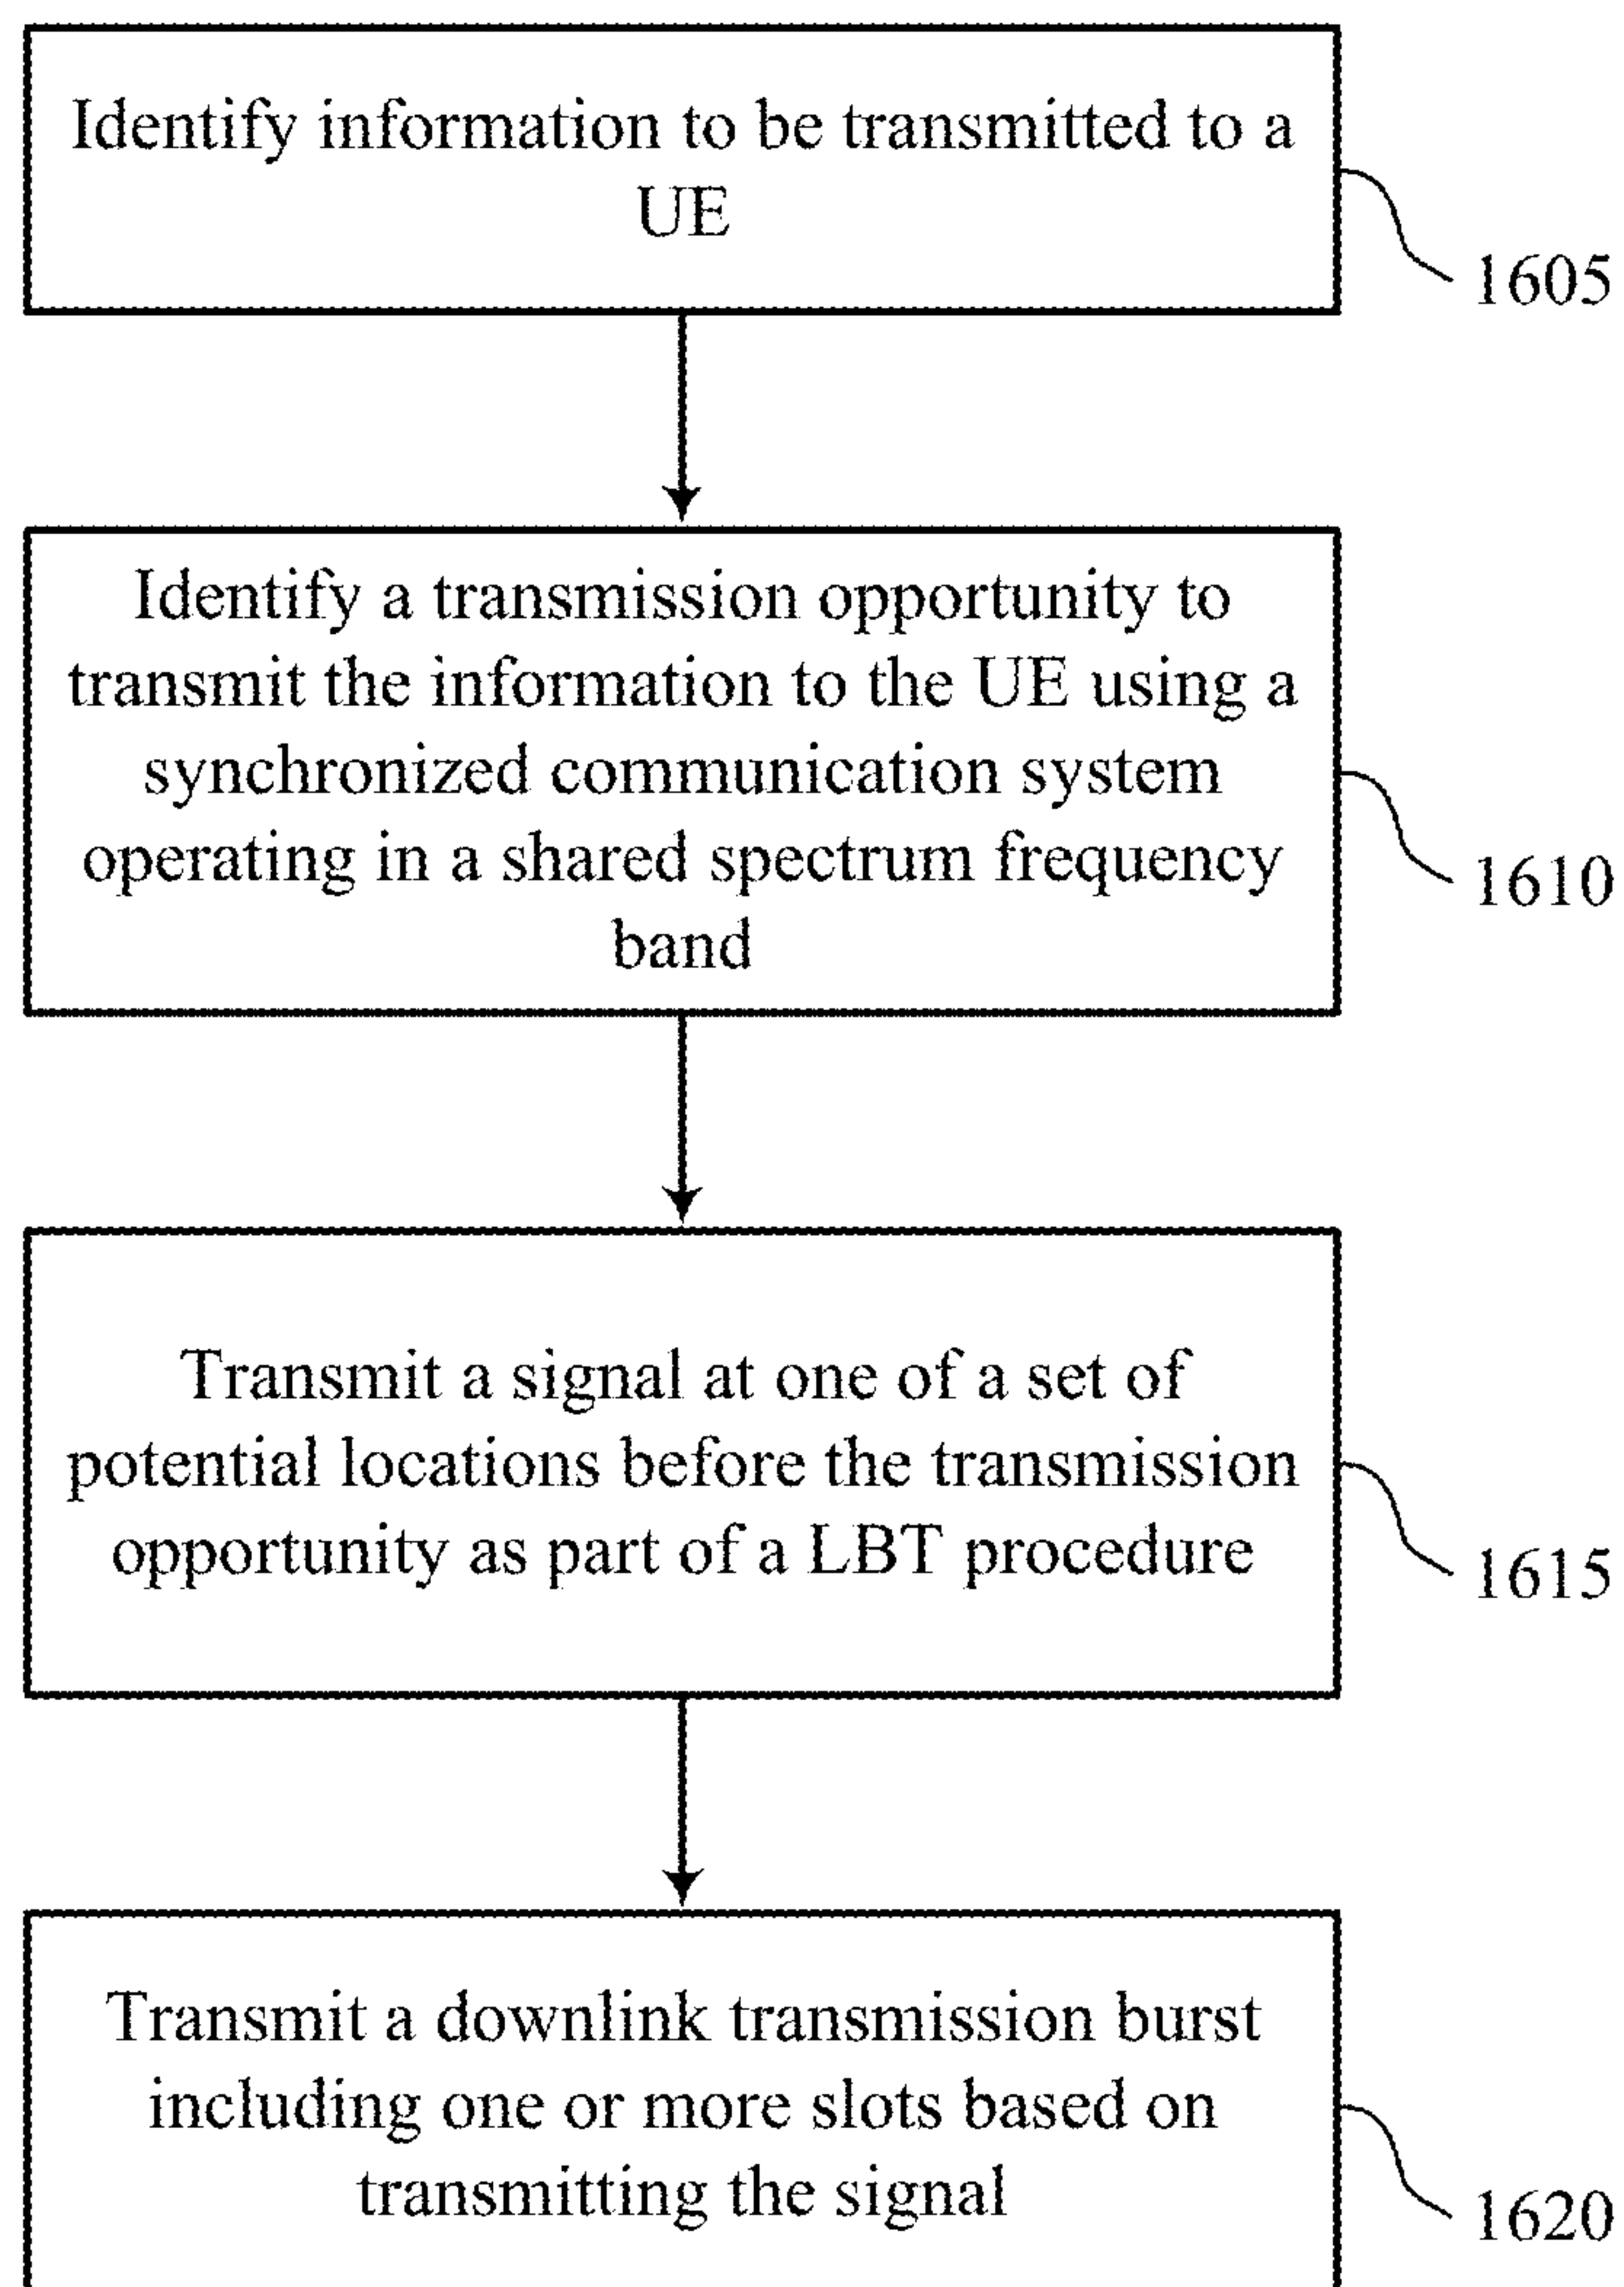 Identify information to be transmitted to a
UE
1605
Identify a transmission opportunity to
transmit the information to the UE using a
synchronized communication system
operating in a shared spectrum frequency
band
1610
Transmit a signal at one of a set of
potential locations before the transmission
opportunity as part of a LBT procedure
1615
Transmit a downlink transmission burst
including one or more slots based on
transmitting the signal
1620